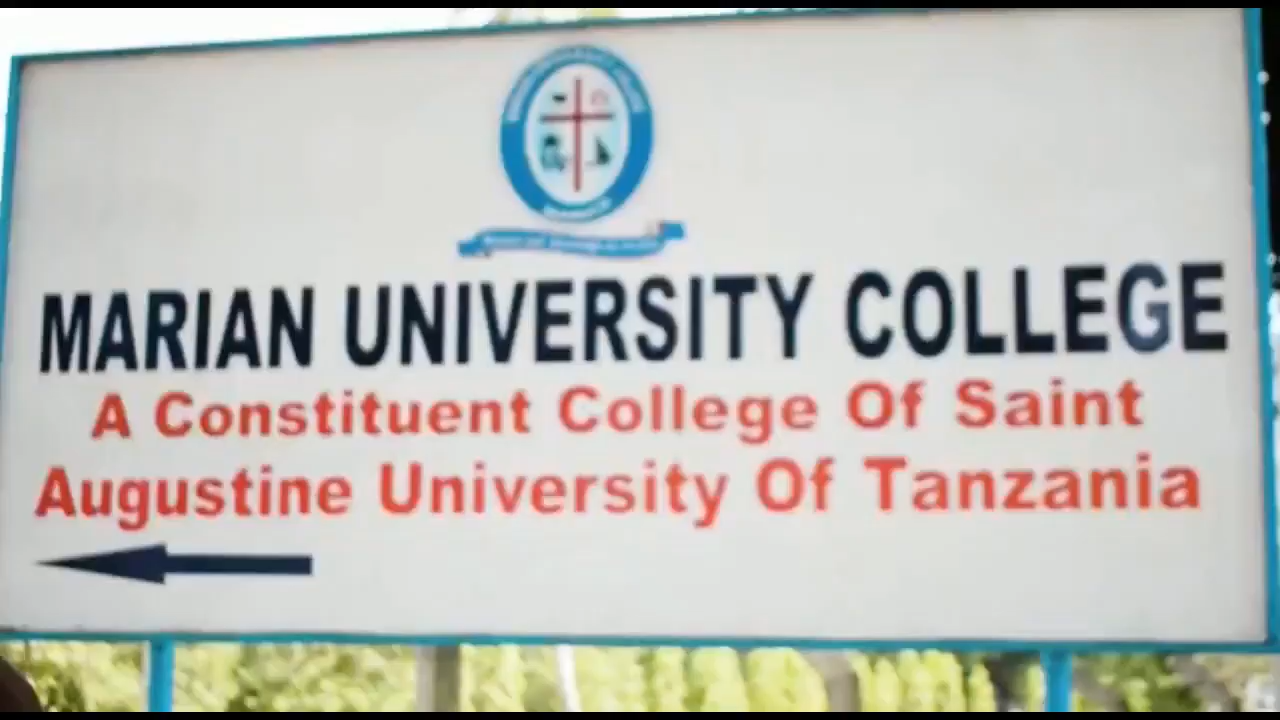 MARIAN UNIVERSITY COLLEGE
A Constituent College Of Saint
Augustine University Of Tanzania